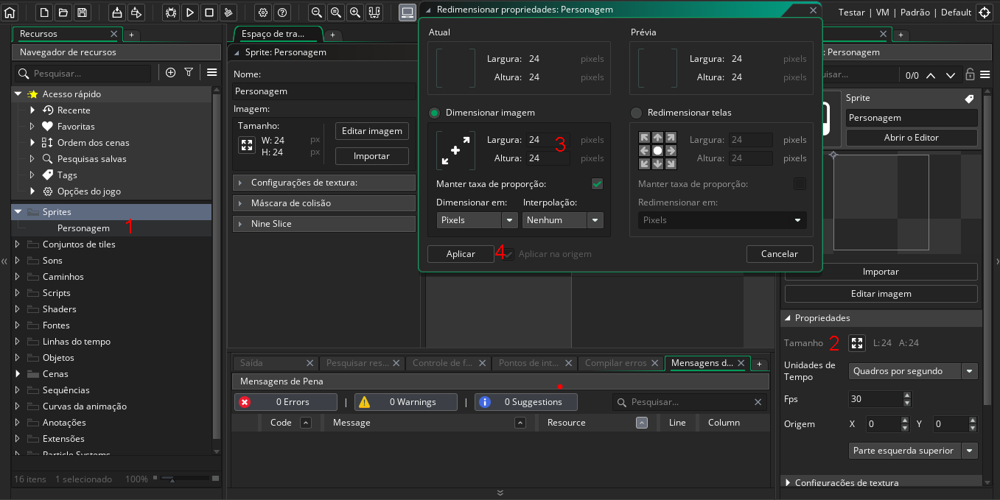 Testar | VM | Padrão | Default
Recursos
Navegador de recursos
Pesquisar...
Acesso rápido
Recente
Favoritas
Ordem dos cenas
Pesquisas salvas
Tags
Opções do jogo
Sprites
Personagem 1
Conjuntos de tiles
Sons
Caminhos
Scripts
Shaders
Fontes
Linhas do tempo
Objetos
Cenas
Sequências
Curvas da animação
Anotações
Extensões
Particle Systems
16 itens 1 selecionado 100%
Espaço de tra...
Sprite: Personagem
Nome:
Personagem
Imagem:
Tamanho:
W: 24 px
H: 24 px
Editar imagem
Importar
Configurações de textura:
Máscara de colisão
Nine Slice
Redimensionar propriedades: Personagem
Atual
Largura: 24 pixels
Altura: 24 pixels
Prévia
Largura: 24 pixels
Altura: 24 pixels
Dimensionar imagem
Largura: 24 3 pixels
Altura: 24 pixels
Manter taxa de proporção:
Dimensionar em: Interpolação:
Pixels Nenhum
Redimensionar telas
Largura: 24 pixels
Altura: 24 pixels
Manter taxa de proporção:
Redimensionar em:
Pixels
Aplicar 4 Aplicar na origem Cancelar
Saída Pesquisar res... Controle de f... Pontos de int... Compilar erros Mensagens d...
Mensagens de Pena
0 Errors | 0 Warnings | 0 Suggestions Pesquisar...
Code Message Resource Line Column
: Personagem
uisar... 0/0
Sprite
Personagem
Abrir o Editor
Importar
Editar imagem
Propriedades
Tamanho 2 L: 24 A: 24
Unidades de
Tempo
Quadros por segundo
Fps 30
Origem X 0 Y 0
Parte esquerda superior
Configurações de textura